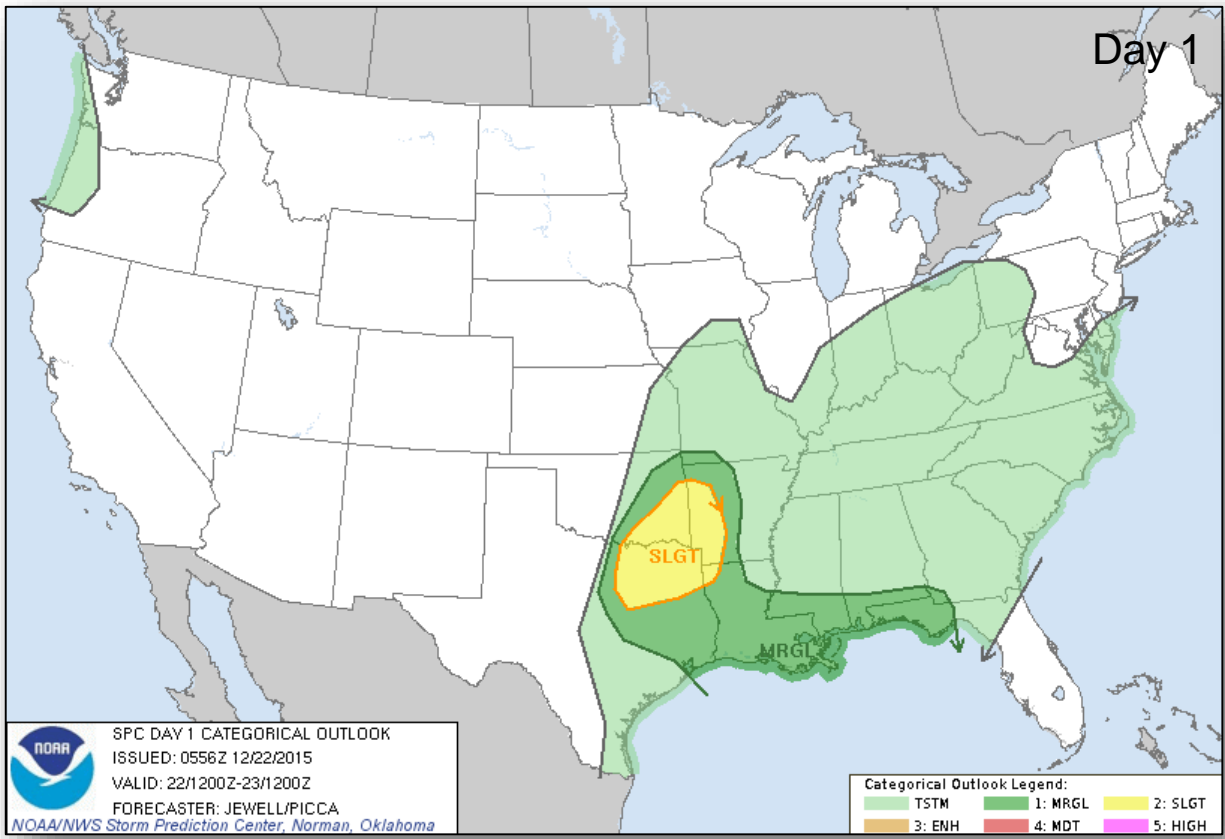 Day 1
SLGT
MRGL
NOAA
SPC DAY 1 CATEGORICAL OUTLOOK
ISSUED: 0556Z 12/22/2015
VALID: 22/1200Z-23/1200Z
FORECASTER: JEWELL/PICCA
NOAA/NWS Storm Prediction Center, Norman, Oklahoma
Categorical Outlook Legend:
TSTM 1: MRGL 2: SLGT
3: ENH 4: MDT 5: HIGH